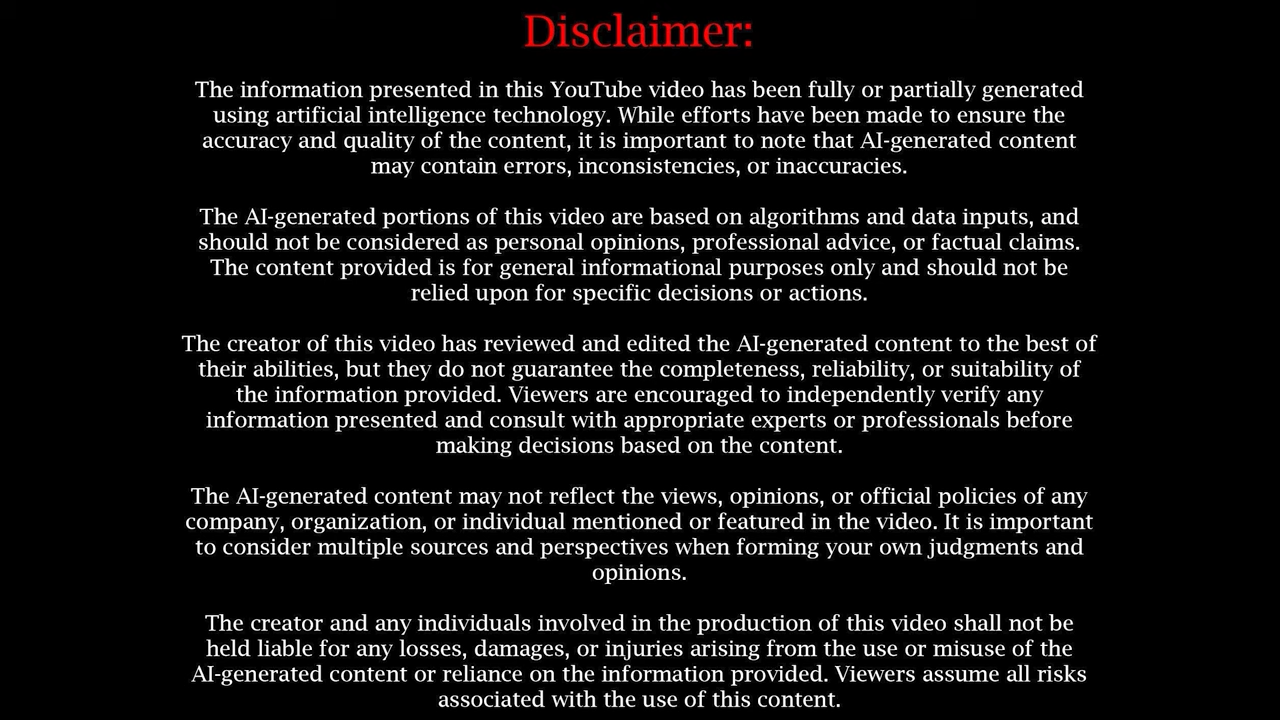 Disclaimer:
The information presented in this YouTube video has been fully or partially generated
using artificial intelligence technology. While efforts have been made to ensure the
accuracy and quality of the content, it is important to note that AI-generated content
may contain errors, inconsistencies, or inaccuracies.
The AI-generated portions of this video are based on algorithms and data inputs, and
should not be considered as personal opinions, professional advice, or factual claims.
The content provided is for general informational purposes only and should not be
relied upon for specific decisions or actions.
The creator of this video has reviewed and edited the AI-generated content to the best of
their abilities, but they do not guarantee the completeness, reliability, or suitability of
the information provided. Viewers are encouraged to independently verify any
information presented and consult with appropriate experts or professionals before
making decisions based on the content.
The AI-generated content may not reflect the views, opinions, or official policies of any
company, organization, or individual mentioned or featured in the video. It is important
to consider multiple sources and perspectives when forming your own judgments and
opinions.
The creator and any individuals involved in the production of this video shall not be
held liable for any losses, damages, or injuries arising from the use or misuse of the
AI-generated content or reliance on the information provided. Viewers assume all risks
associated with the use of this content.